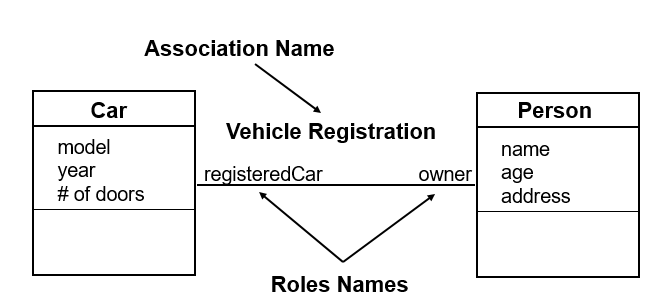 Association Name
Car
model
year
# of doors
Vehicle Registration
registeredCar
owner
Person
name
age
address
Roles Names